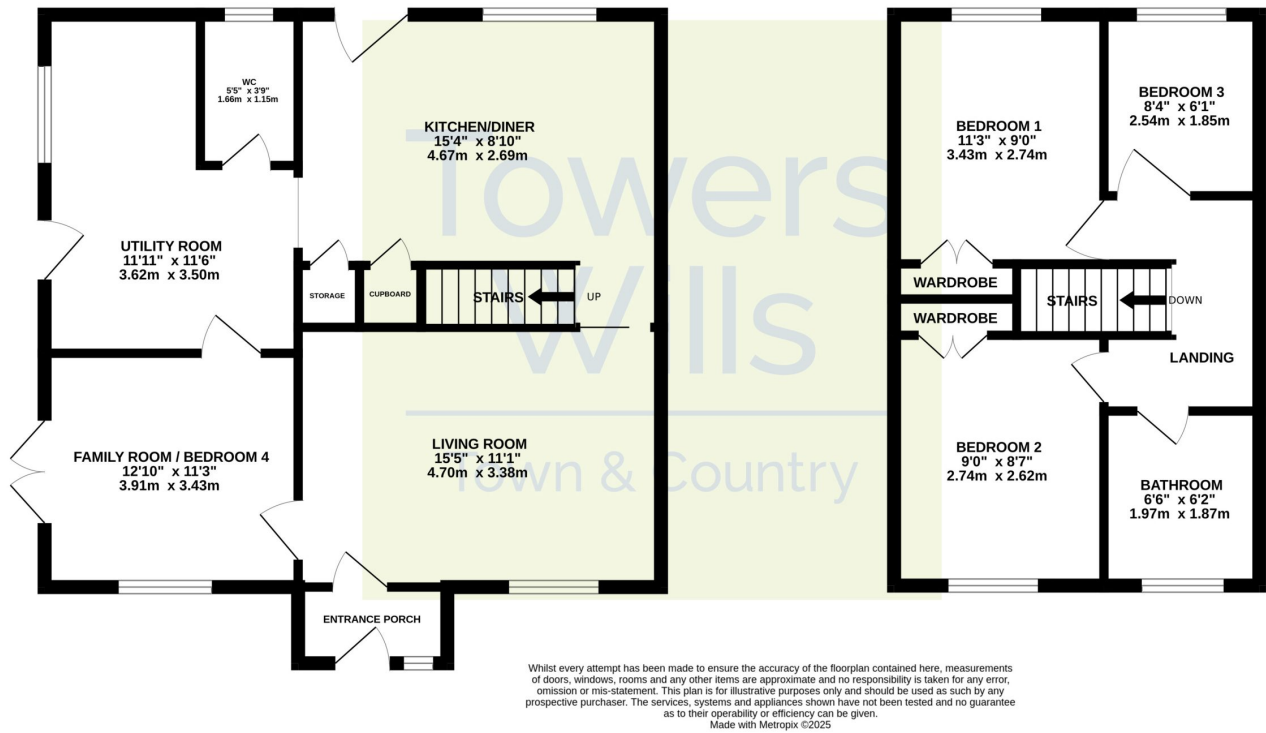 WC
5'5" x 3'9"
1.66m x 1.15m
KITCHEN/DINER
15'4" x 8'10"
4.67m x 2.69m
UTILITY ROOM
11'11" x 11'6"
3.62m x 3.50m
STORAGE
CUPBOARD
STAIRS
UP
FAMILY ROOM / BEDROOM 4
12'10" x 11'3"
3.91m x 3.43m
LIVING ROOM
15'5" x 11'1"
4.70m x 3.38m
ENTRANCE PORCH
BEDROOM 1
11'3" x 9'0"
3.43m x 2.74m
BEDROOM 3
8'4" x 6'1"
2.54m x 1.85m
WARDROBE
WARDROBE
STAIRS
DOWN
LANDING
BEDROOM 2
9'0" x 8'7"
2.74m x 2.62m
BATHROOM
6'6" x 6'2"
1.97m x 1.87m
Towers
Wills
Town & Country
Whilst every attempt has been made to ensure the accuracy of the floorplan contained here, measurements
of doors, windows, rooms and any other items are approximate and no responsibility is taken for any error,
omission or mis-statement. This plan is for illustrative purposes only and should be used as such by any
prospective purchaser. The services, systems and appliances shown have not been tested and no guarantee
as to their operability or efficiency can be given.
Made with Metropix ©2025